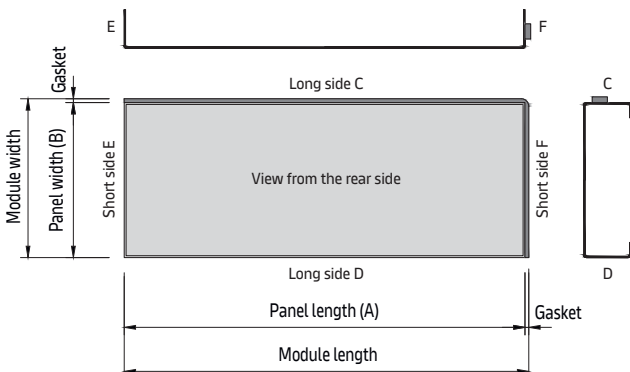 E
F
Gasket
Long side C
C
Module width
Panel width (B)
Short side E
View from the rear side
Short side F
Long side D
D
Panel length (A)
Gasket
Module length